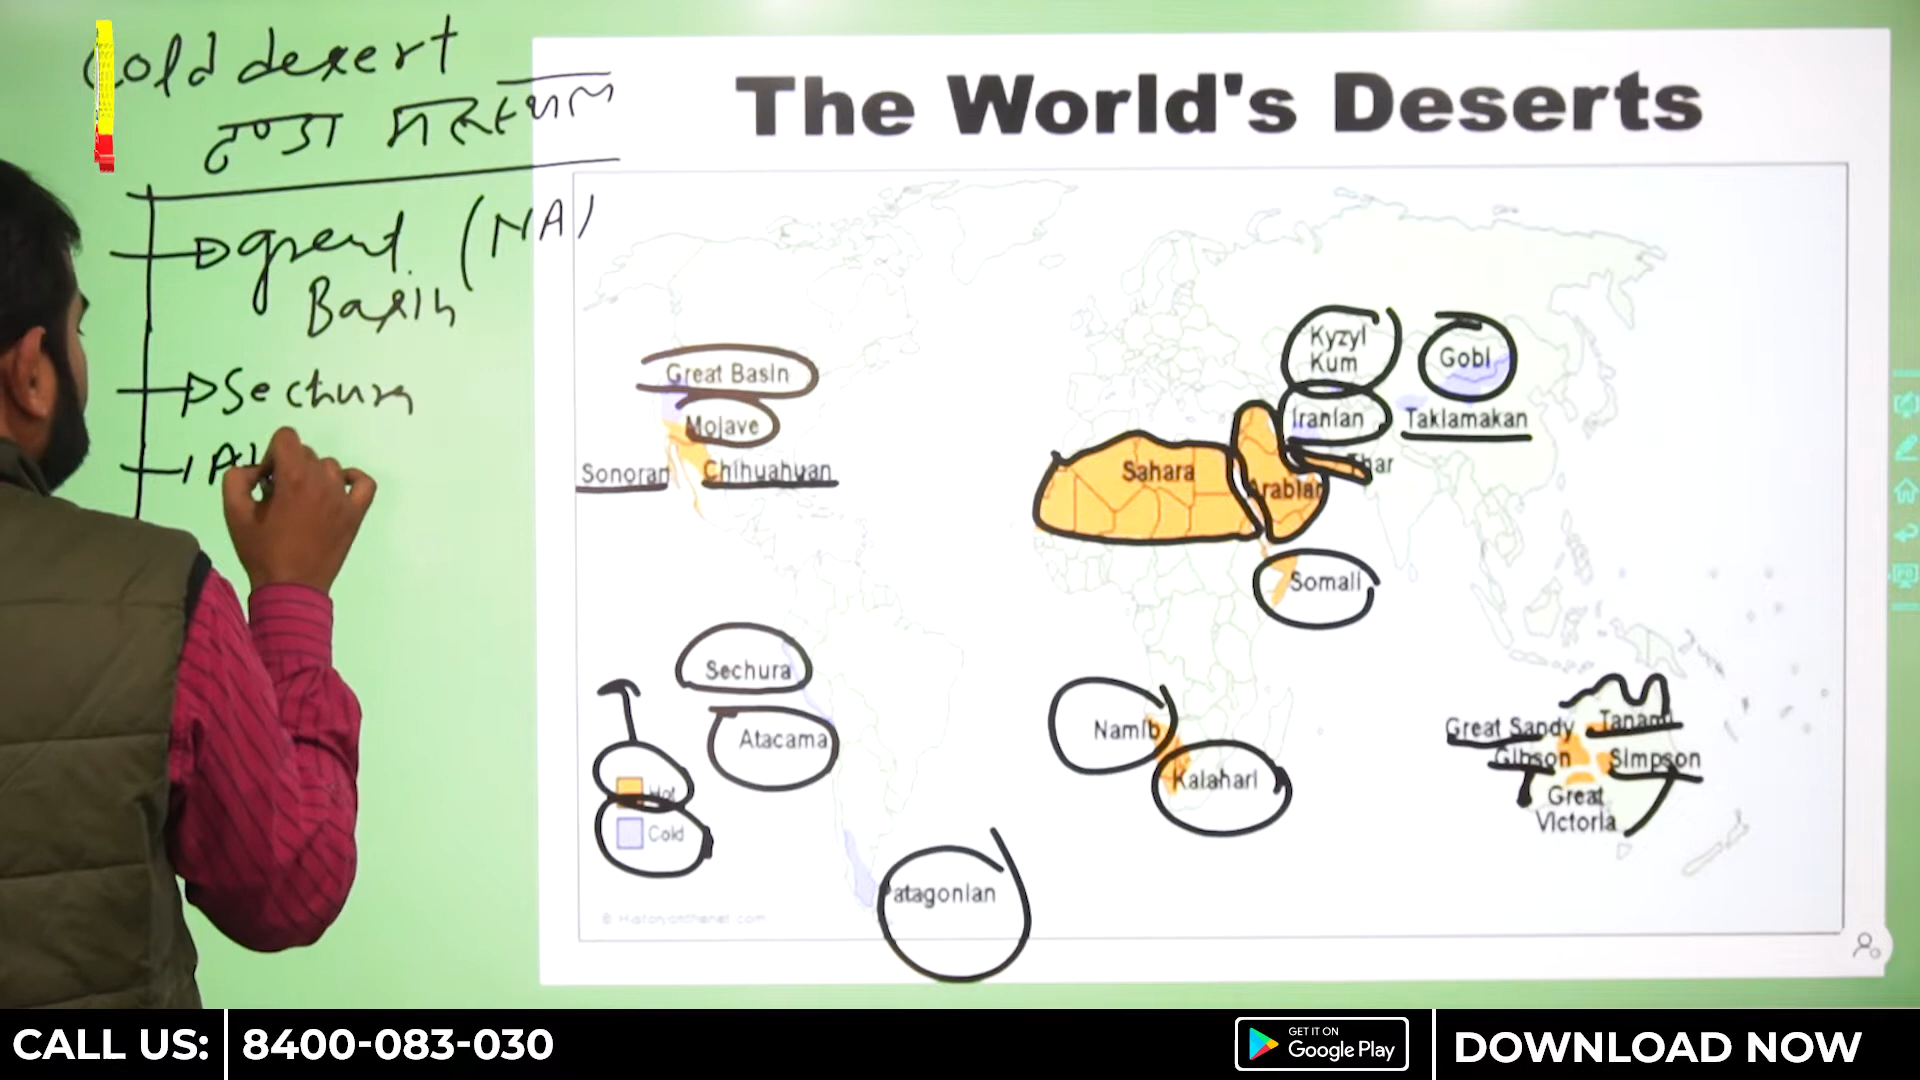 Cold desert
ठण्डा मरुस्थल
Great (NA)
Basin
Sechura
The World's Deserts
Great Basin
Mojave
Sonoran
Chihuahuan
Kyzyl
Kum
Gobi
Iranian
Taklamakan
Sahara
Arabian
Thar
Somali
Sechura
Atacama
Namib
Kalahari
Great Sandy
Tanami
Gibson
Simpson
Great
Victoria
Hot
Cold
Patagonian
© Historyonthenet.com
CALL US: 8400-083-030
GET IT ON
Google Play
DOWNLOAD NOW